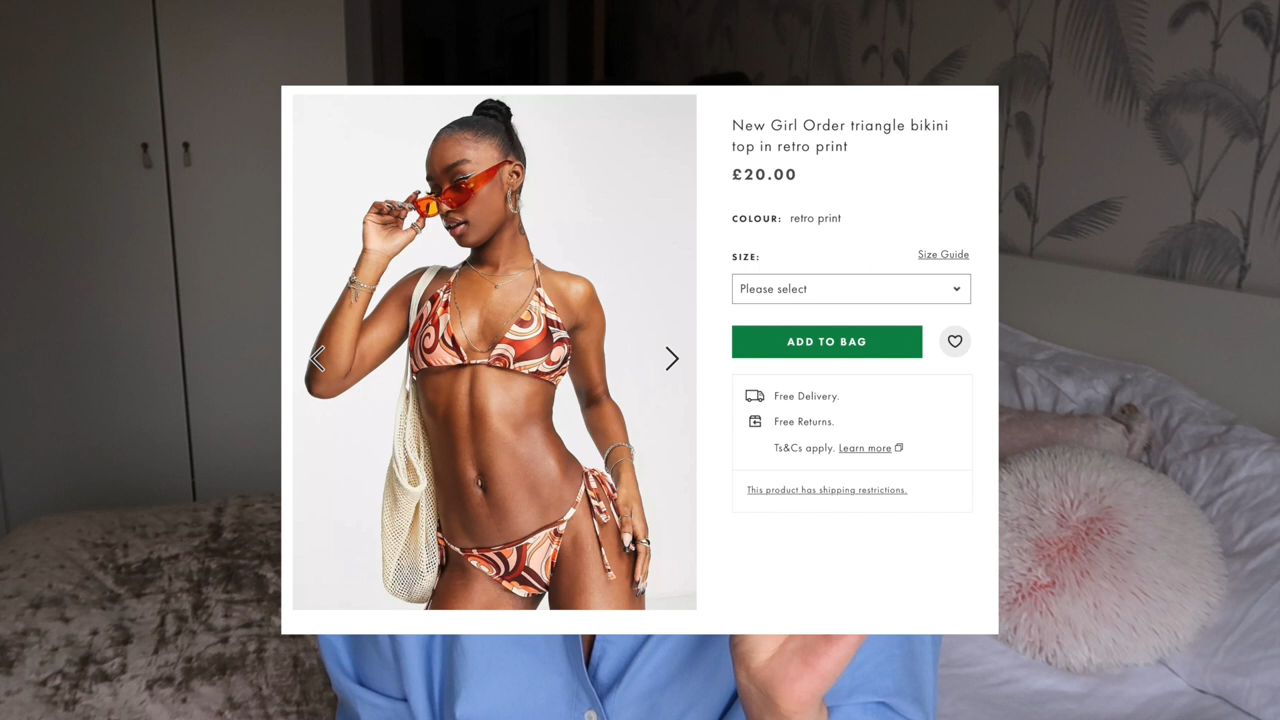 New Girl Order triangle bikini
top in retro print
£20.00
COLOUR: retro print
SIZE:
Size Guide
Please select
ADD TO BAG
Free Delivery.
Free Returns.
Ts&Cs apply. Learn more
This product has shipping restrictions.